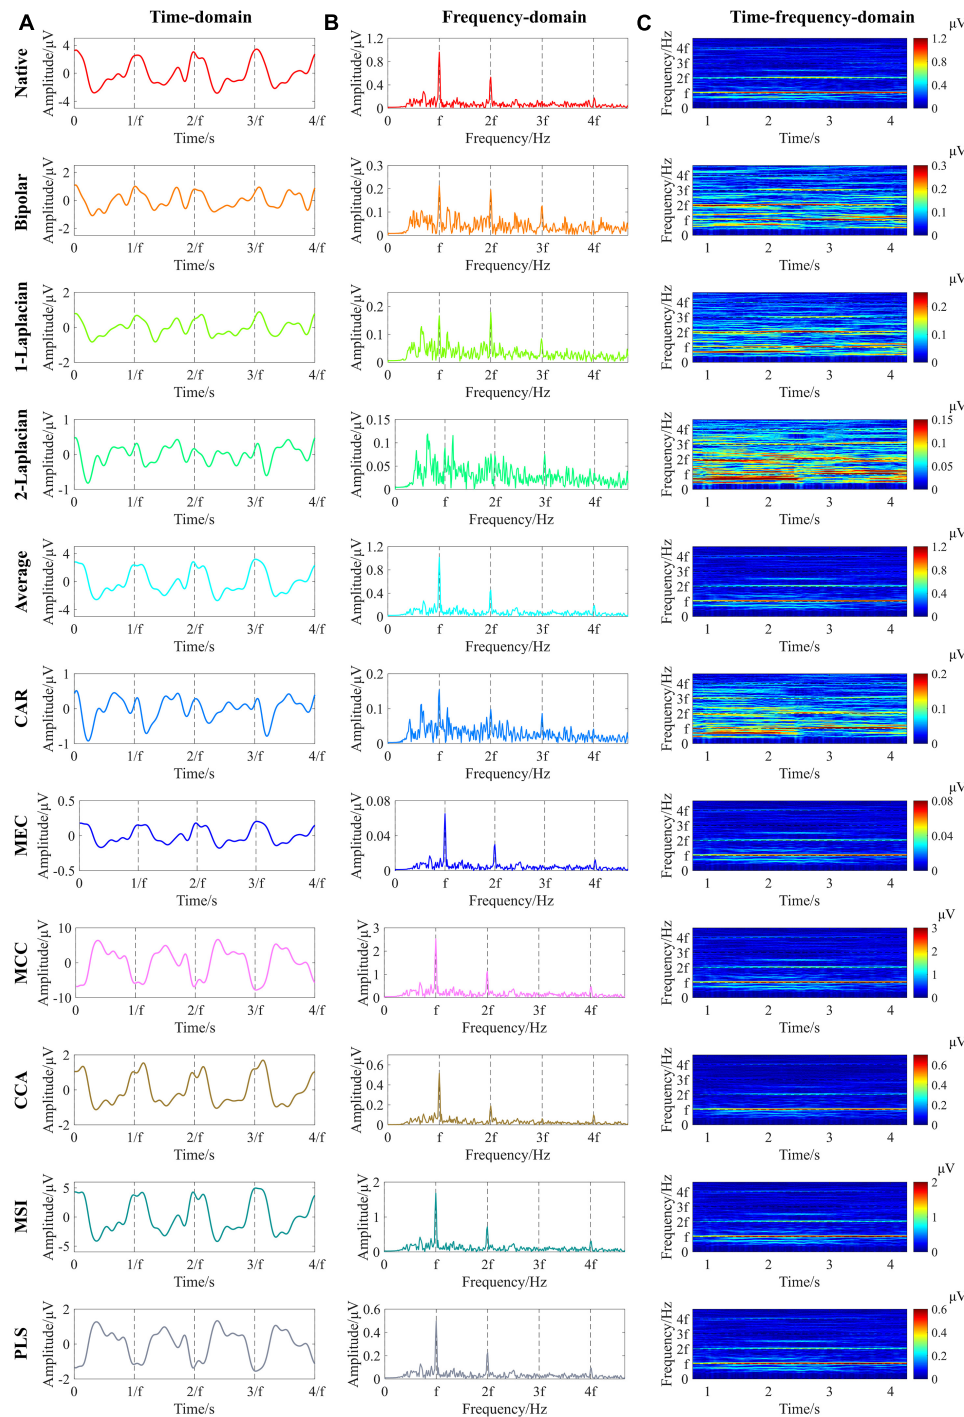 A Time-domain B Frequency-domain C Time-frequency-domain
Native
Amplitude/μV 4 0 -4
0 1/f 2/f 3/f 4/f
Time/s
Amplitude/μV 1.2 0.8 0.4 0
0 f 2f 3f 4f
Frequency/Hz
Frequency/Hz 4f 3f 2f f 0
1 2 3 4
Time/s
μV 1.2 0.8 0.4 0
Bipolar
Amplitude/μV 2 0 -2
0 1/f 2/f 3/f 4/f
Time/s
Amplitude/μV 0.3 0.2 0.1 0
0 f 2f 3f 4f
Frequency/Hz
Frequency/Hz 4f 3f 2f f 0
1 2 3 4
Time/s
μV 0.3 0.2 0.1 0
1-Laplacian
Amplitude/μV 2 0 -2
0 1/f 2/f 3/f 4/f
Time/s
Amplitude/μV 0.2 0.1 0
0 f 2f 3f 4f
Frequency/Hz
Frequency/Hz 4f 3f 2f f 0
1 2 3 4
Time/s
μV 0.2 0.1 0
2-Laplacian
Amplitude/μV 1 0 -1
0 1/f 2/f 3/f 4/f
Time/s
Amplitude/μV 0.15 0.1 0.05 0
0 f 2f 3f 4f
Frequency/Hz
Frequency/Hz 4f 3f 2f f 0
1 2 3 4
Time/s
μV 0.15 0.1 0.05 0
Average
Amplitude/μV 4 0 -4
0 1/f 2/f 3/f 4/f
Time/s
Amplitude/μV 1.2 0.8 0.4 0
0 f 2f 3f 4f
Frequency/Hz
Frequency/Hz 4f 3f 2f f 0
1 2 3 4
Time/s
μV 1.2 0.8 0.4 0
CAR
Amplitude/μV 1 0 -1
0 1/f 2/f 3/f 4/f
Time/s
Amplitude/μV 0.2 0.1 0
0 f 2f 3f 4f
Frequency/Hz
Frequency/Hz 4f 3f 2f f 0
1 2 3 4
Time/s
μV 0.2 0.1 0
MEC
Amplitude/μV 0.5 0 -0.5
0 1/f 2/f 3/f 4/f
Time/s
Amplitude/μV 0.08 0.04 0
0 f 2f 3f 4f
Frequency/Hz
Frequency/Hz 4f 3f 2f f 0
1 2 3 4
Time/s
μV 0.08 0.04 0
MCC
Amplitude/μV 10 0 -10
0 1/f 2/f 3/f 4/f
Time/s
Amplitude/μV 3 2 1 0
0 f 2f 3f 4f
Frequency/Hz
Frequency/Hz 4f 3f 2f f 0
1 2 3 4
Time/s
μV 3 2 1 0
CCA
Amplitude/μV 2 0 -2
0 1/f 2/f 3/f 4/f
Time/s
Amplitude/μV 0.6 0.4 0.2 0
0 f 2f 3f 4f
Frequency/Hz
Frequency/Hz 4f 3f 2f f 0
1 2 3 4
Time/s
μV 0.6 0.4 0.2 0
MSI
Amplitude/μV 5 0 -5
0 1/f 2/f 3/f 4/f
Time/s
Amplitude/μV 2 1 0
0 f 2f 3f 4f
Frequency/Hz
Frequency/Hz 4f 3f 2f f 0
1 2 3 4
Time/s
μV 2 1 0
PLS
Amplitude/μV 2 0 -2
0 1/f 2/f 3/f 4/f
Time/s
Amplitude/μV 0.6 0.4 0.2 0
0 f 2f 3f 4f
Frequency/Hz
Frequency/Hz 4f 3f 2f f 0
1 2 3 4
Time/s
μV 0.6 0.4 0.2 0